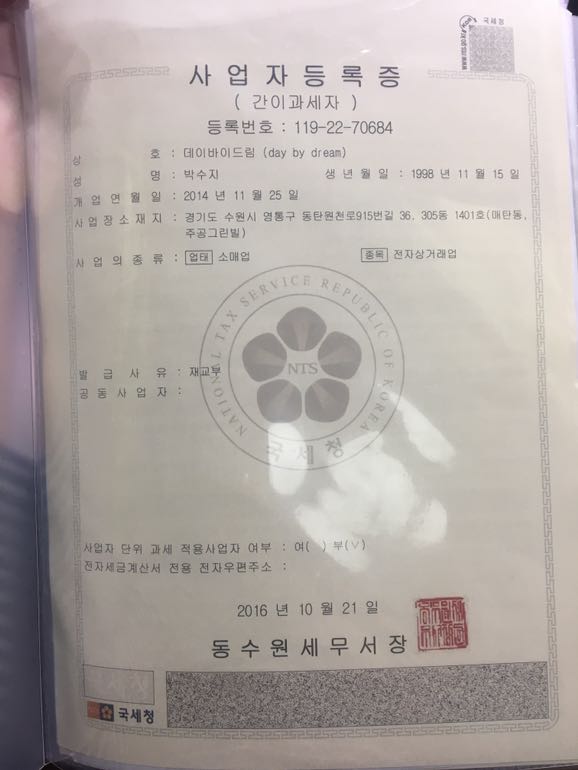 국세청
사업자등록증
( 간이과세자 )
등록번호 : 119-22-70684
상 호 : 데이바이드림 (day by dream)
성 명 : 박수지 생 년 월 일 : 1998 년 11 월 15 일
개 업 연 월 일 : 2014 년 11 월 25 일
사 업 장 소 재 지 : 경기도 수원시 영통구 동탄원천로915번길 36, 305동 1401호(매탄동,
주공그린빌)
사 업 의 종 류 : 업태 소매업 종목 전자상거래업
NATIONAL TAX SERVICE REPUBLIC OF KOREA
NTS
국세청
발 급 사 유 : 재교부
공 동 사 업 자 :
사업자 단위 과세 적용사업자 여부 : 여( ) 부(∨)
전자세금계산서 전용 전자우편주소 :
2016 년 10 월 21 일
동수원세무서장
국세청